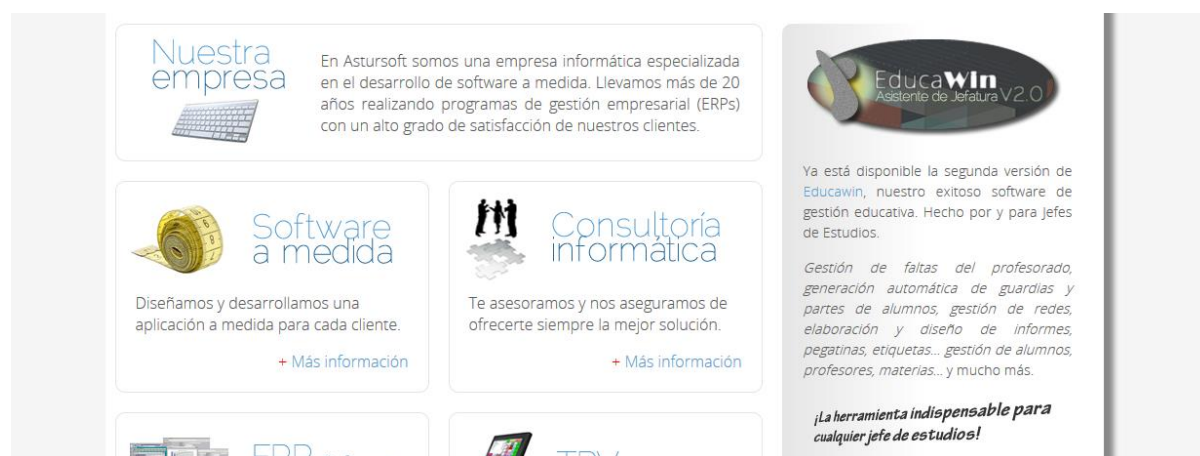 Nuestra
empresa
En Astursoft somos una empresa informática especializada
en el desarrollo de software a medida. Llevamos más de 20
años realizando programas de gestión empresarial (ERPs)
con un alto grado de satisfacción de nuestros clientes.
Software
a medida
Diseñamos y desarrollamos una
aplicación a medida para cada cliente.
+ Más información
Consultoría
informática
Te asesoramos y nos aseguramos de
ofrecerte siempre la mejor solución.
+ Más información
ERP
TPV
EducaWin
Asistente de Jefatura V2.0
Ya está disponible la segunda versión de
Educawin, nuestro exitoso software de
gestión educativa. Hecho por y para Jefes
de Estudios.
Gestión de faltas del profesorado,
generación automática de guardias y
partes de alumnos, gestión de redes,
elaboración y diseño de informes,
pegatinas, etiquetas... gestión de alumnos,
profesores, materias... y mucho más.
¡La herramienta indispensable para
cualquier jefe de estudios!